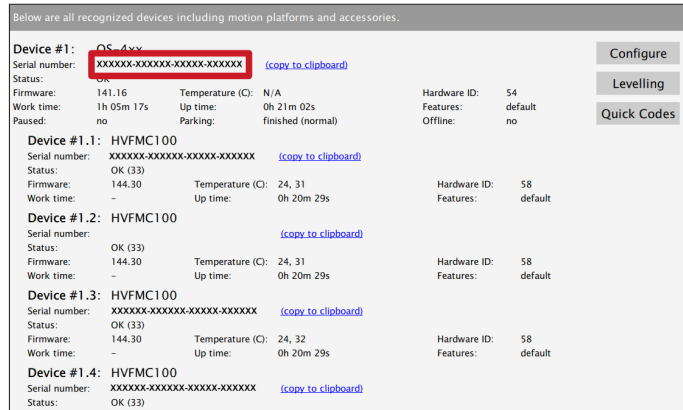 Below are all recognized devices including motion platforms and accessories.
Device #1: QS-4xx
Serial number: XXXXXX-XXXXXX-XXXXX-XXXXXX (copy to clipboard)
Status: OK
Firmware: 141.16 Temperature (C): N/A Hardware ID: 54
Work time: 1h 05m 17s Up time: 0h 21m 02s Features: default
Paused: no Parking: finished (normal) Offline: no
Configure
Levelling
Quick Codes
Device #1.1: HVFMC100
Serial number: XXXXXX-XXXXXX-XXXXX-XXXXXX (copy to clipboard)
Status: OK (33)
Firmware: 144.30 Temperature (C): 24, 31 Hardware ID: 58
Work time: – Up time: 0h 20m 29s Features: default
Device #1.2: HVFMC100
Serial number: (copy to clipboard)
Status: OK (33)
Firmware: 144.30 Temperature (C): 24, 31 Hardware ID: 58
Work time: – Up time: 0h 20m 29s Features: default
Device #1.3: HVFMC100
Serial number: XXXXXX-XXXXXX-XXXXX-XXXXXX (copy to clipboard)
Status: OK (33)
Firmware: 144.30 Temperature (C): 24, 32 Hardware ID: 58
Work time: – Up time: 0h 20m 29s Features: default
Device #1.4: HVFMC100
Serial number: XXXXXX-XXXXXX-XXXXX-XXXXXX (copy to clipboard)
Status: OK (33)